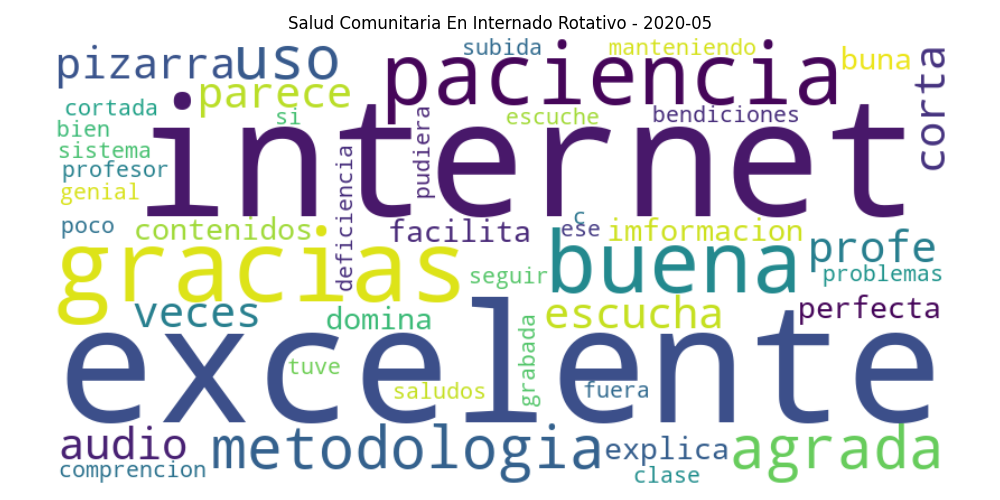 Salud Comunitaria En Internado Rotativo - 2020-05
pizarra uso paciencia subida manteniendo buna corta
cortada parece si pudiera escuche bendiciones
bien internet
sistema
profesor
genial deficiencia
poco contenidos facilita c ese imformacion profe
gracias seguir buena problemas
veces domina grabada escucha perfecta
excelente
tuve saludos fuera
audio metodologia explica agrada
comprencion clase